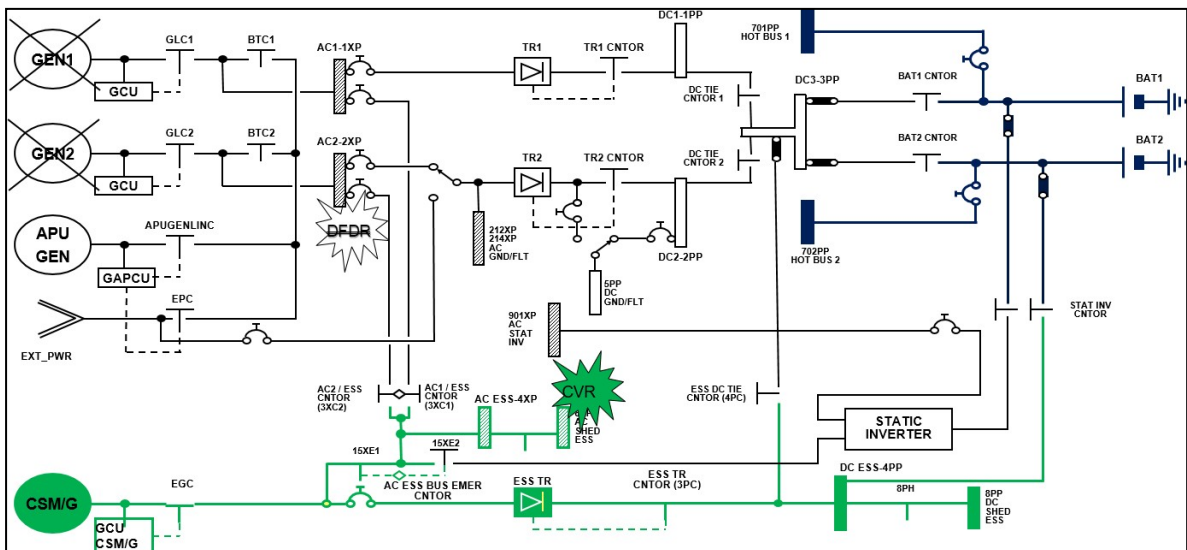 GEN1
GCU
GLC1
BTC1
AC1-1XP
TR1
TR1 CNTOR
DC1-1PP
DC TIE
CNTOR 1
701PP
HOT BUS 1
DC3-3PP
BAT1 CNTOR
BAT1
GEN2
GCU
GLC2
BTC2
AC2-2XP
DFDR
TR2
TR2 CNTOR
DC TIE
CNTOR 2
BAT2 CNTOR
BAT2
APU
GEN
APUGENLINC
GAPCU
212XP
214XP
AC
GND/FLT
5PP
DC
GND/FLT
DC2-2PP
702PP
HOT BUS 2
EXT_PWR
EPC
901XP
AC
STAT
INV
STAT INV
CNTOR
AC2 / ESS
CNTOR
(3XC2)
AC1 / ESS
CNTOR
(3XC1)
AC ESS-4XP
CVR
AC
SHED
ESS
ESS DC TIE
CNTOR (4PC)
STATIC
INVERTER
15XE1
15XE2
AC ESS BUS EMER
CNTOR
CSM/G
GCU
CSM/G
EGC
ESS TR
ESS TR
CNTOR (3PC)
DC ESS-4PP
8PH
8PP
DC
SHED
ESS